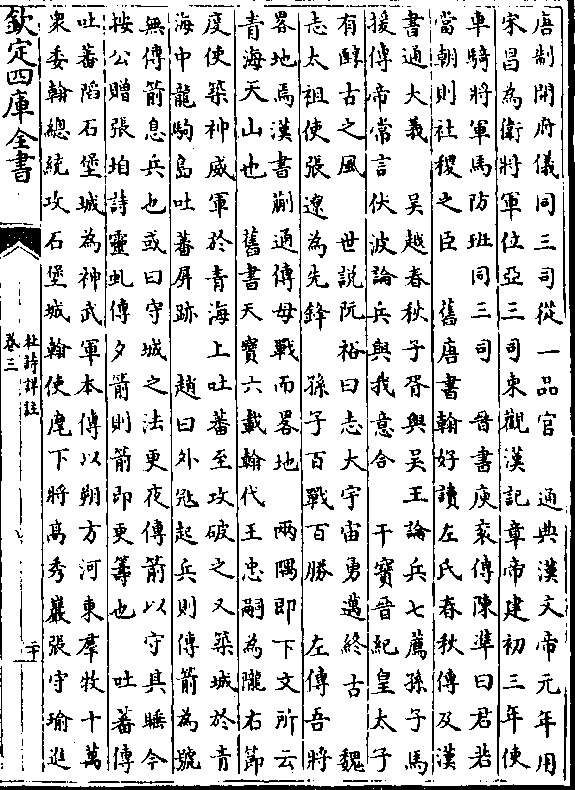 唐制開府儀同三司從一品官　通典漢文帝元年用
宋昌為衛將軍位亞三司東觀漢記章帝建初三年使
車騎將軍馬防班同三司　晉書庾衮傳陳準曰君若
當朝則社稷之臣　舊唐書翰好讀左氏春秋傳及漢
書通大義　吴越春秋子胥與吴王論兵七薦孫子馬
援傳帝常言伏波論兵與我意合　干寶晉紀皇太子
有醇古之風　世說阮裕曰志大宇宙勇邁終古　魏
志太祖使張遼為先鋒　孫子百戰百勝　左傳吾將
畧地焉漢書蒯通傳母戰而畧地　兩隅即下文所云
青海天山也　舊書天寶六載翰代王忠嗣為隴右節
度使築神威軍於青海上吐蕃至攻破之又築城於青
海中龍駒島吐蕃屏跡　趙曰外冦起兵則傳箭為號
無傳箭息兵也或曰守城之法更夜傳箭以守其睡今
按公贈張垍詩靈虬傳夕箭則箭即更籌也　吐蕃傳
吐蕃䧟石堡城為神武軍本傳以朔方河東羣牧十萬
衆委翰總統攻石堡城翰使麾下將髙秀巖張守瑜進
欽定四庫全書
杜詩詳註
卷三
二十